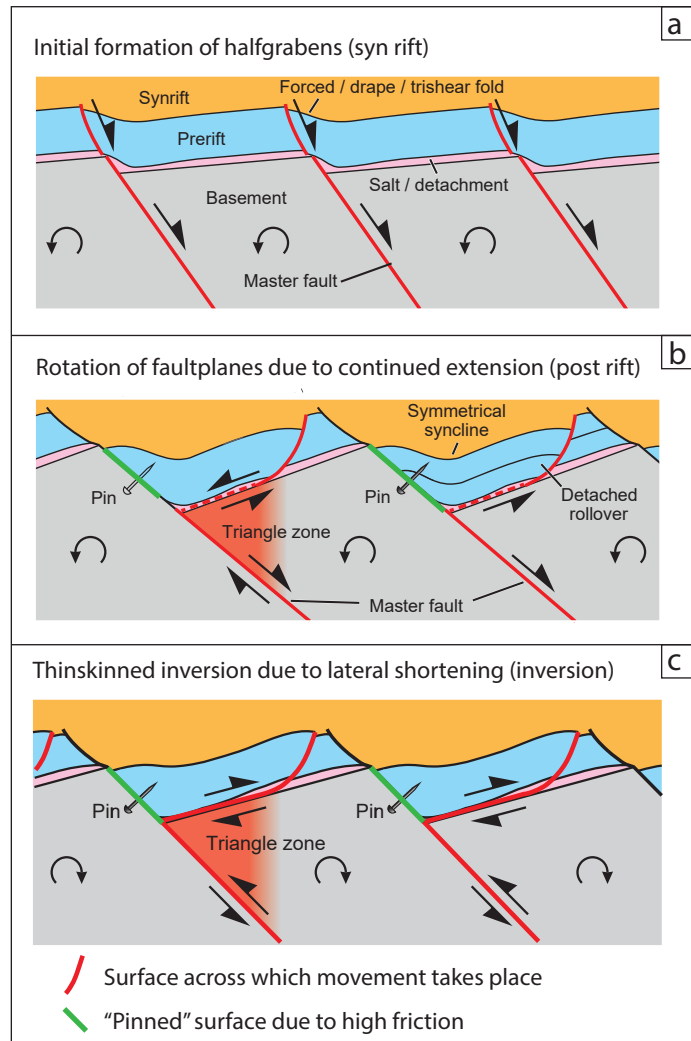 a
Initial formation of halfgrabens (syn rift)
Synrift
Forced / drape / trishear fold
Prerift
Salt / detachment
Basement
Master fault
b
Rotation of faultplanes due to continued extension (post rift)
Symmetrical
syncline
Pin
Pin
Detached
rollover
Triangle zone
Master fault
c
Thinskinned inversion due to lateral shortening (inversion)
Pin
Pin
Triangle zone
Surface across which movement takes place
“Pinned” surface due to high friction